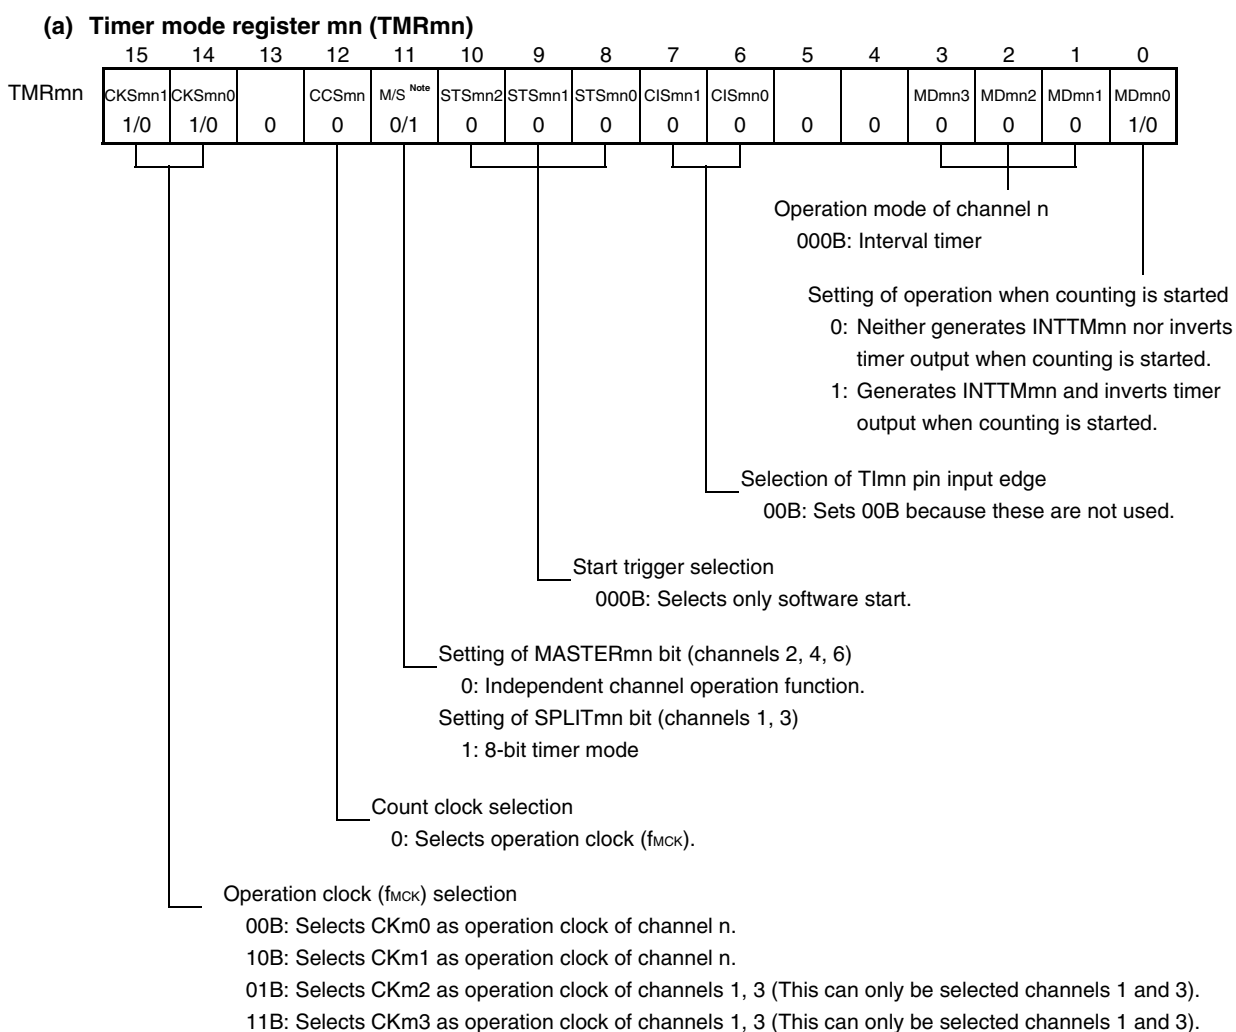 (a) Timer mode register mn (TMRmn)
15 14 13 12 11 10 9 8 7 6 5 4 3 2 1 0
TMRmn CKSmn1 CKSmn0 CCSmn M/S Note STSmn2 STSmn1 STSmn0 CISmn1 CISmn0 MDmn3 MDmn2 MDmn1 MDmn0
1/0 1/0 0 0 0/1 0 0 0 0 0 0 0 0 0 0 1/0
Operation mode of channel n
000B: Interval timer
Setting of operation when counting is started
0: Neither generates INTTMmn nor inverts
timer output when counting is started.
1: Generates INTTMmn and inverts timer
output when counting is started.
Selection of TImn pin input edge
00B: Sets 00B because these are not used.
Start trigger selection
000B: Selects only software start.
Setting of MASTERmn bit (channels 2, 4, 6)
0: Independent channel operation function.
Setting of SPLITmn bit (channels 1, 3)
1: 8-bit timer mode
Count clock selection
0: Selects operation clock (fMCK).
Operation clock (fMCK) selection
00B: Selects CKm0 as operation clock of channel n.
10B: Selects CKm1 as operation clock of channel n.
01B: Selects CKm2 as operation clock of channels 1, 3 (This can only be selected channels 1 and 3).
11B: Selects CKm3 as operation clock of channels 1, 3 (This can only be selected channels 1 and 3).